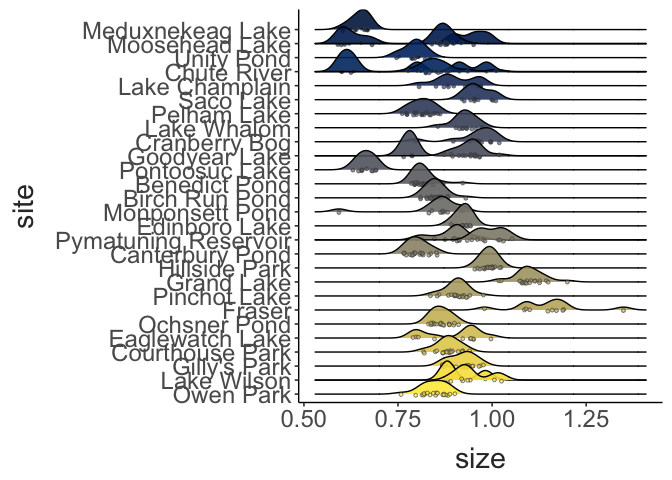 Meduxnekeag Lake
Moosehead Lake
Unity Pond
Chute River
Lake Champlain
Saco Lake
Pelham Lake
Lake Whalom
Cranberry Bog
Goodyear Lake
Pontoosuc Lake
Benedict Pond
Birch Run Pond
Monponsett Pond
Edinboro Lake
Pymatuning Reservoir
Canterbury Pond
Hillside Park
Grand Lake
Pinchot Lake
Fraser
Ochsner Pond
Eaglewatch Lake
Courthouse Park
Gilly's Park
Lake Wilson
Owen Park
site
0.50 0.75 1.00 1.25
size